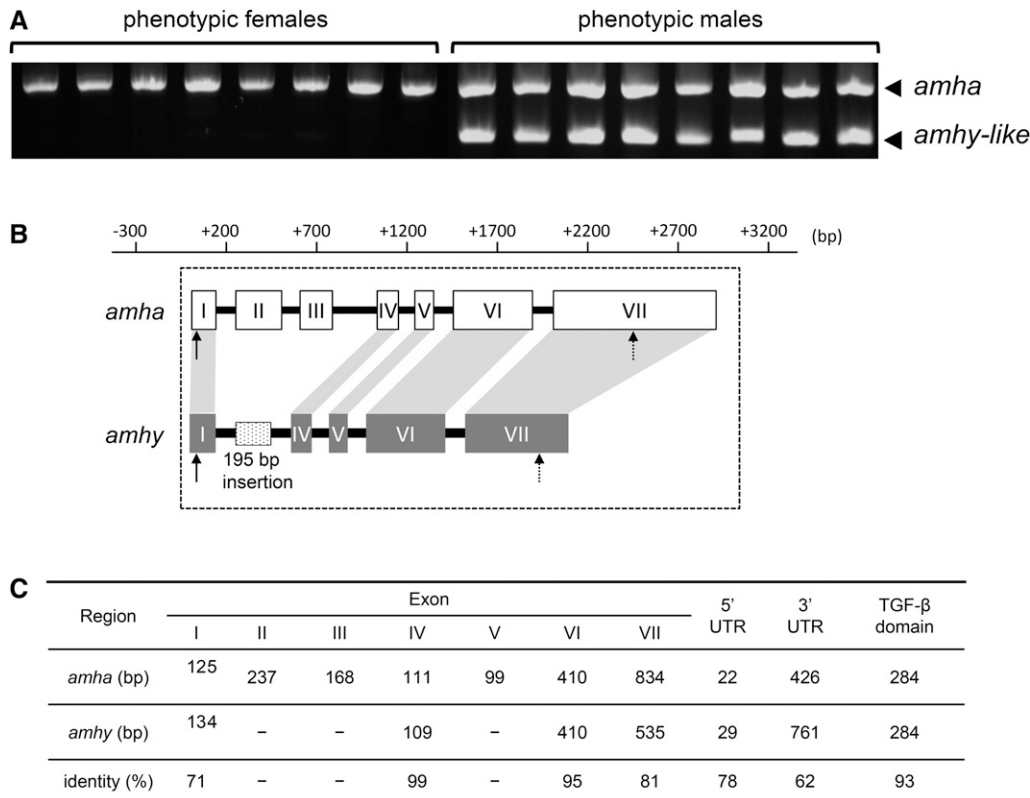 A
phenotypic females phenotypic males
amha
amhy-like
B
-300 +200 +700 +1200 +1700 +2200 +2700 +3200 (bp)
amha I II III IV V VI VII
amhy I IV V VI VII
195 bp
insertion
C
Region Exon 5' UTR 3' UTR TGF-β domain
I II III IV V VI VII
amha (bp) 125 237 168 111 99 410 834 22 426 284
amhy (bp) 134 – – 109 – 410 535 29 761 284
identity (%) 71 – – 99 – 95 81 78 62 93